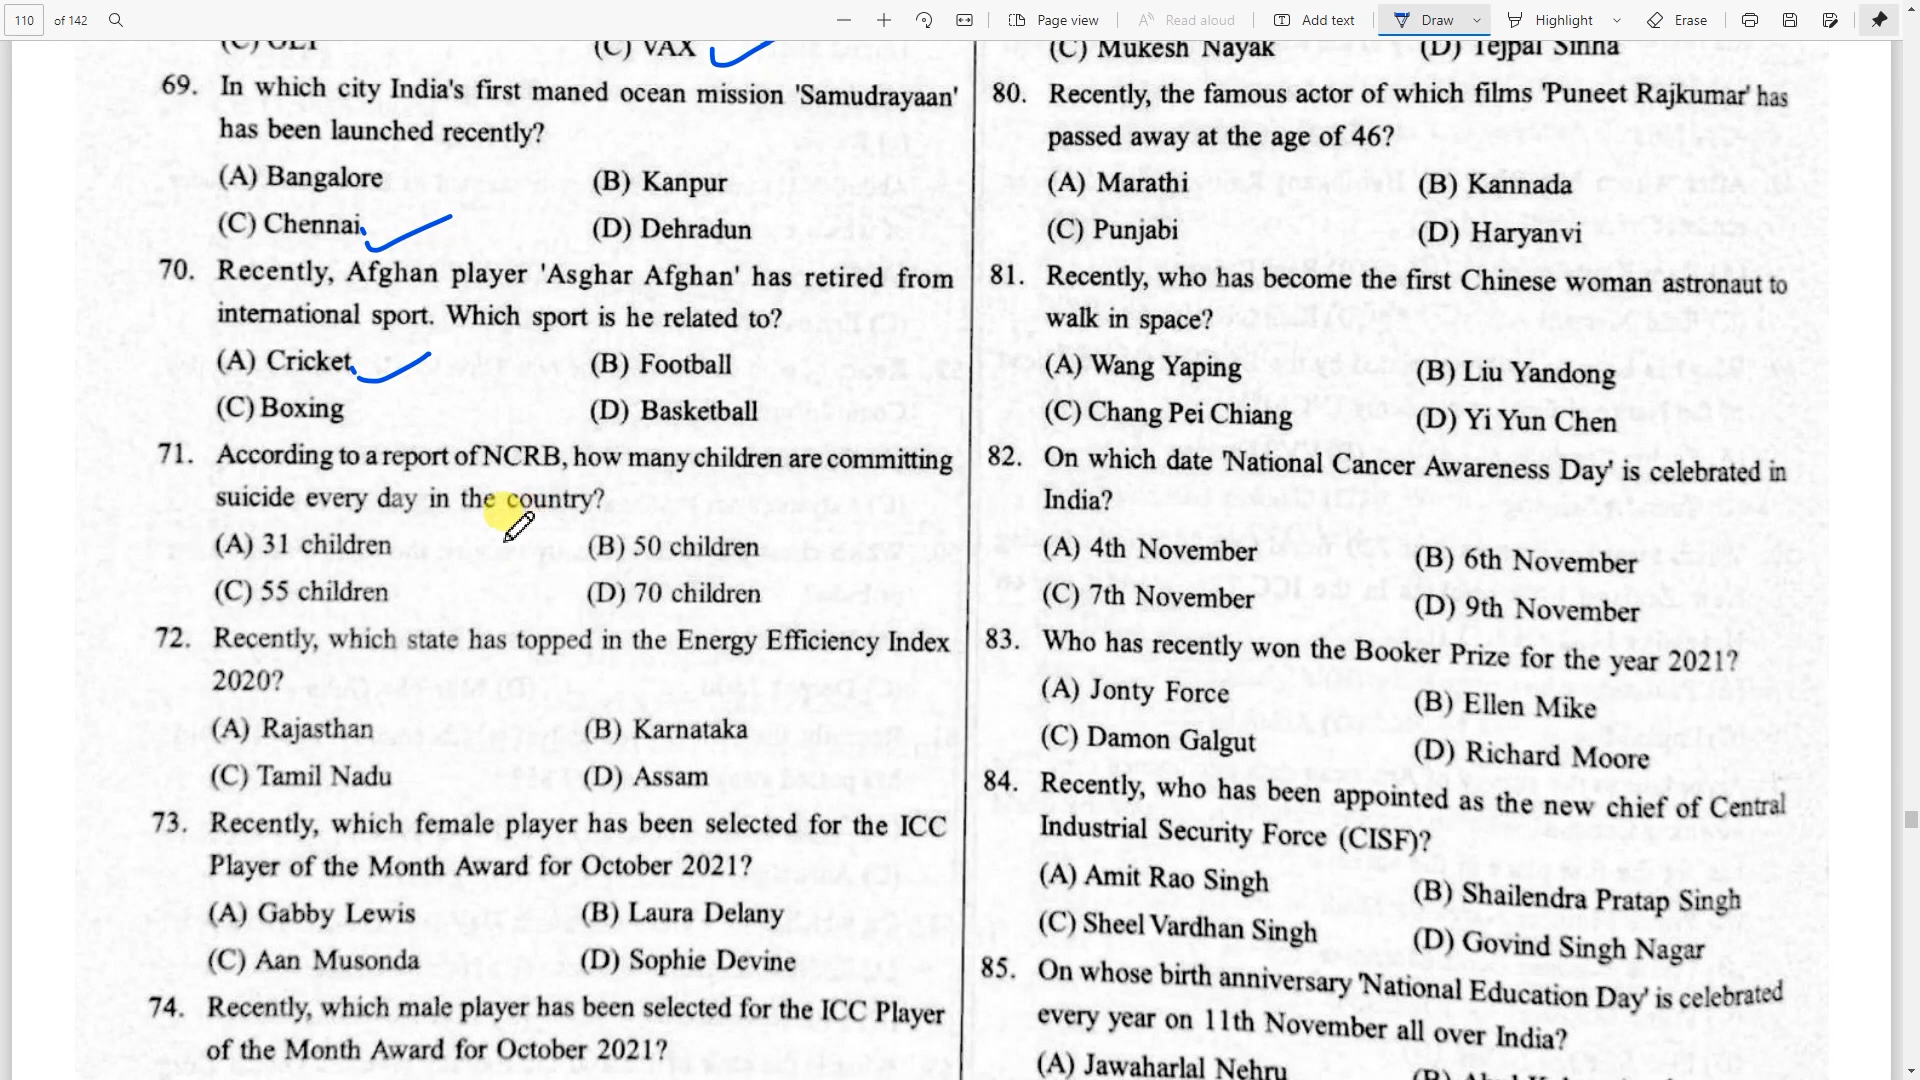 110 of 142
Page view
Read aloud
Add text
Draw
Highlight
Erase
(C) VAX
69. In which city India's first maned ocean mission 'Samudrayaan'
has been launched recently?
(A) Bangalore (B) Kanpur
(C) Chennai (D) Dehradun
70. Recently, Afghan player 'Asghar Afghan' has retired from
international sport. Which sport is he related to?
(A) Cricket (B) Football
(C) Boxing (D) Basketball
71. According to a report of NCRB, how many children are committing
suicide every day in the country?
(A) 31 children (B) 50 children
(C) 55 children (D) 70 children
72. Recently, which state has topped in the Energy Efficiency Index
2020?
(A) Rajasthan (B) Karnataka
(C) Tamil Nadu (D) Assam
73. Recently, which female player has been selected for the ICC
Player of the Month Award for October 2021?
(A) Gabby Lewis (B) Laura Delany
(C) Aan Musonda (D) Sophie Devine
74. Recently, which male player has been selected for the ICC Player
of the Month Award for October 2021?
(C) Mukesh Nayak (D) Tejpal Sinha
80. Recently, the famous actor of which films 'Puneet Rajkumar' has
passed away at the age of 46?
(A) Marathi (B) Kannada
(C) Punjabi (D) Haryanvi
81. Recently, who has become the first Chinese woman astronaut to
walk in space?
(A) Wang Yaping (B) Liu Yandong
(C) Chang Pei Chiang (D) Yi Yun Chen
82. On which date 'National Cancer Awareness Day' is celebrated in
India?
(A) 4th November (B) 6th November
(C) 7th November (D) 9th November
83. Who has recently won the Booker Prize for the year 2021?
(A) Jonty Force (B) Ellen Mike
(C) Damon Galgut (D) Richard Moore
84. Recently, who has been appointed as the new chief of Central
Industrial Security Force (CISF)?
(A) Amit Rao Singh (B) Shailendra Pratap Singh
(C) Sheel Vardhan Singh (D) Govind Singh Nagar
85. On whose birth anniversary 'National Education Day' is celebrated
every year on 11th November all over India?
(A) Jawaharlal Nehru